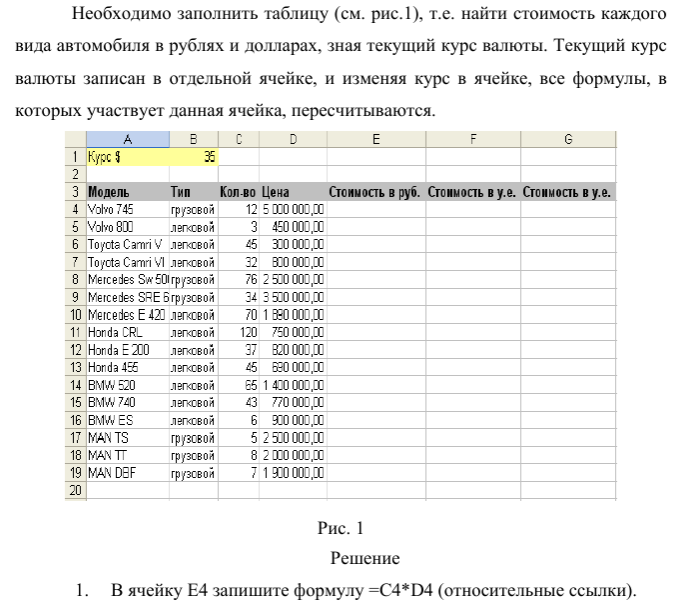 Необходимо заполнить таблицу (см. рис.1), т.е. найти стоимость каждого
вида автомобиля в рублях и долларах, зная текущий курс валюты. Текущий курс
валюты записан в отдельной ячейке, и изменяя курс в ячейке, все формулы, в
которых участвует данная ячейка, пересчитываются.
A B C D E F G
1 Курс $ 35
2
3 Модель Тип Кол-во Цена Стоимость в руб. Стоимость в у.е. Стоимость в у.е.
4 Volvo 745 грузовой 12 5 000 000,00
5 Volvo 800 легковой 3 450 000,00
6 Toyota Camri V легковой 45 300 000,00
7 Toyota Camri VI легковой 32 800 000,00
8 Mercedes Sw 500 грузовой 76 2 500 000,00
9 Mercedes SRE 6 грузовой 34 3 500 000,00
10 Mercedes E 420 легковой 70 1 890 000,00
11 Honda CRL легковой 120 750 000,00
12 Honda E 200 легковой 37 820 000,00
13 Honda 455 легковой 45 690 000,00
14 BMW 520 легковой 65 1 400 000,00
15 BMW 740 легковой 43 770 000,00
16 BMW ES легковой 6 900 000,00
17 MAN TS грузовой 5 2 500 000,00
18 MAN TT грузовой 8 2 000 000,00
19 MAN DBF грузовой 7 1 900 000,00
20
Рис. 1
Решение
1. В ячейку E4 запишите формулу =C4*D4 (относительные ссылки).